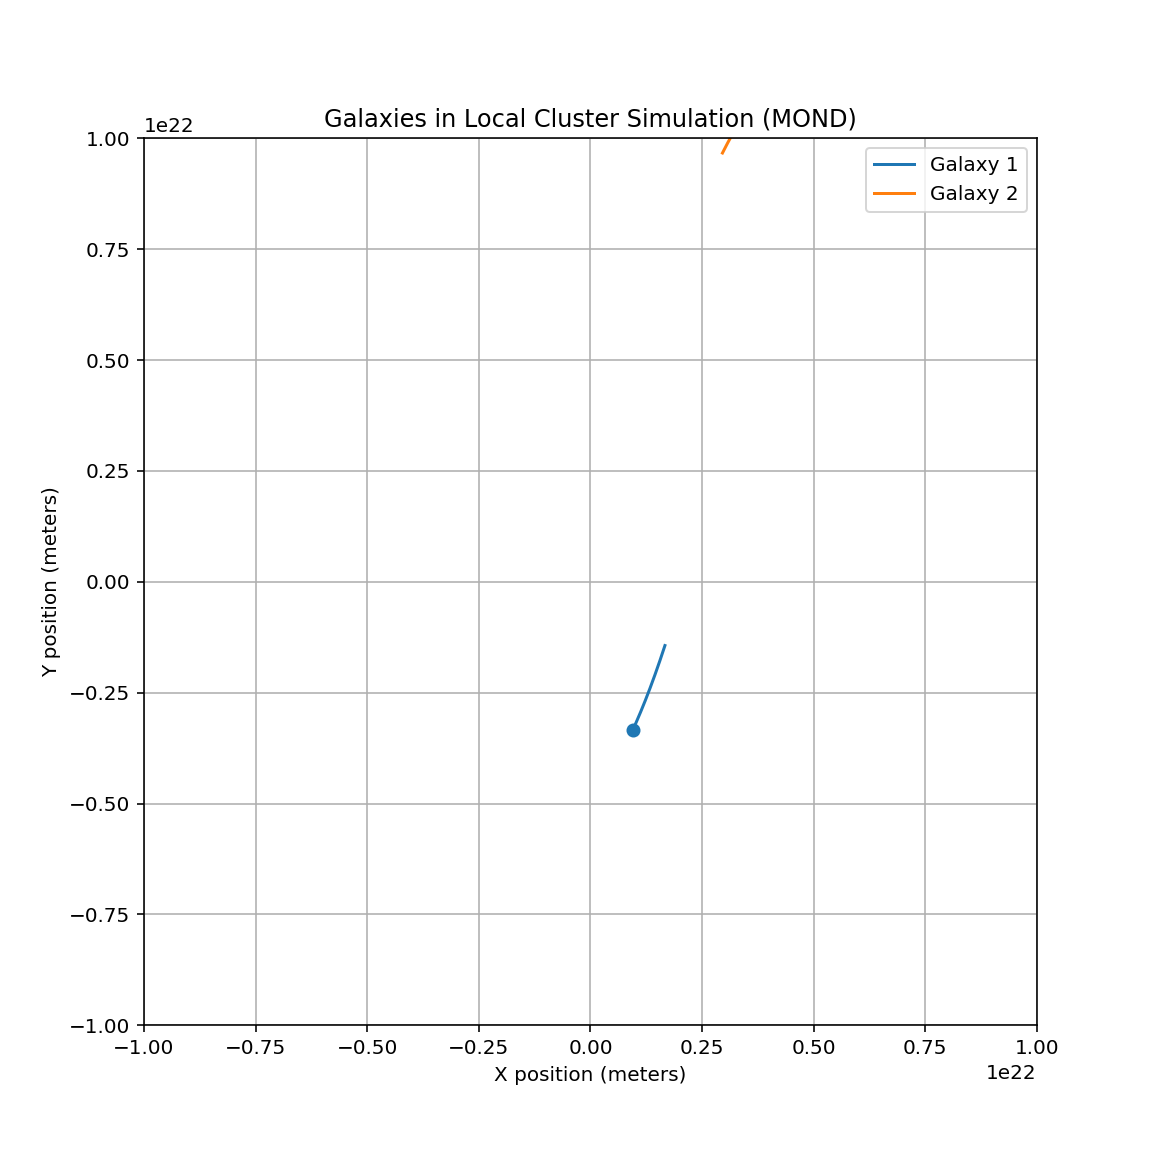 Galaxies in Local Cluster Simulation (MOND)
1e22
Galaxy 1
Galaxy 2
1.00
0.75
0.50
0.25
0.00
−0.25
−0.50
−0.75
−1.00
Y position (meters)
−1.00 −0.75 −0.50 −0.25 0.00 0.25 0.50 0.75 1.00
X position (meters)
1e22